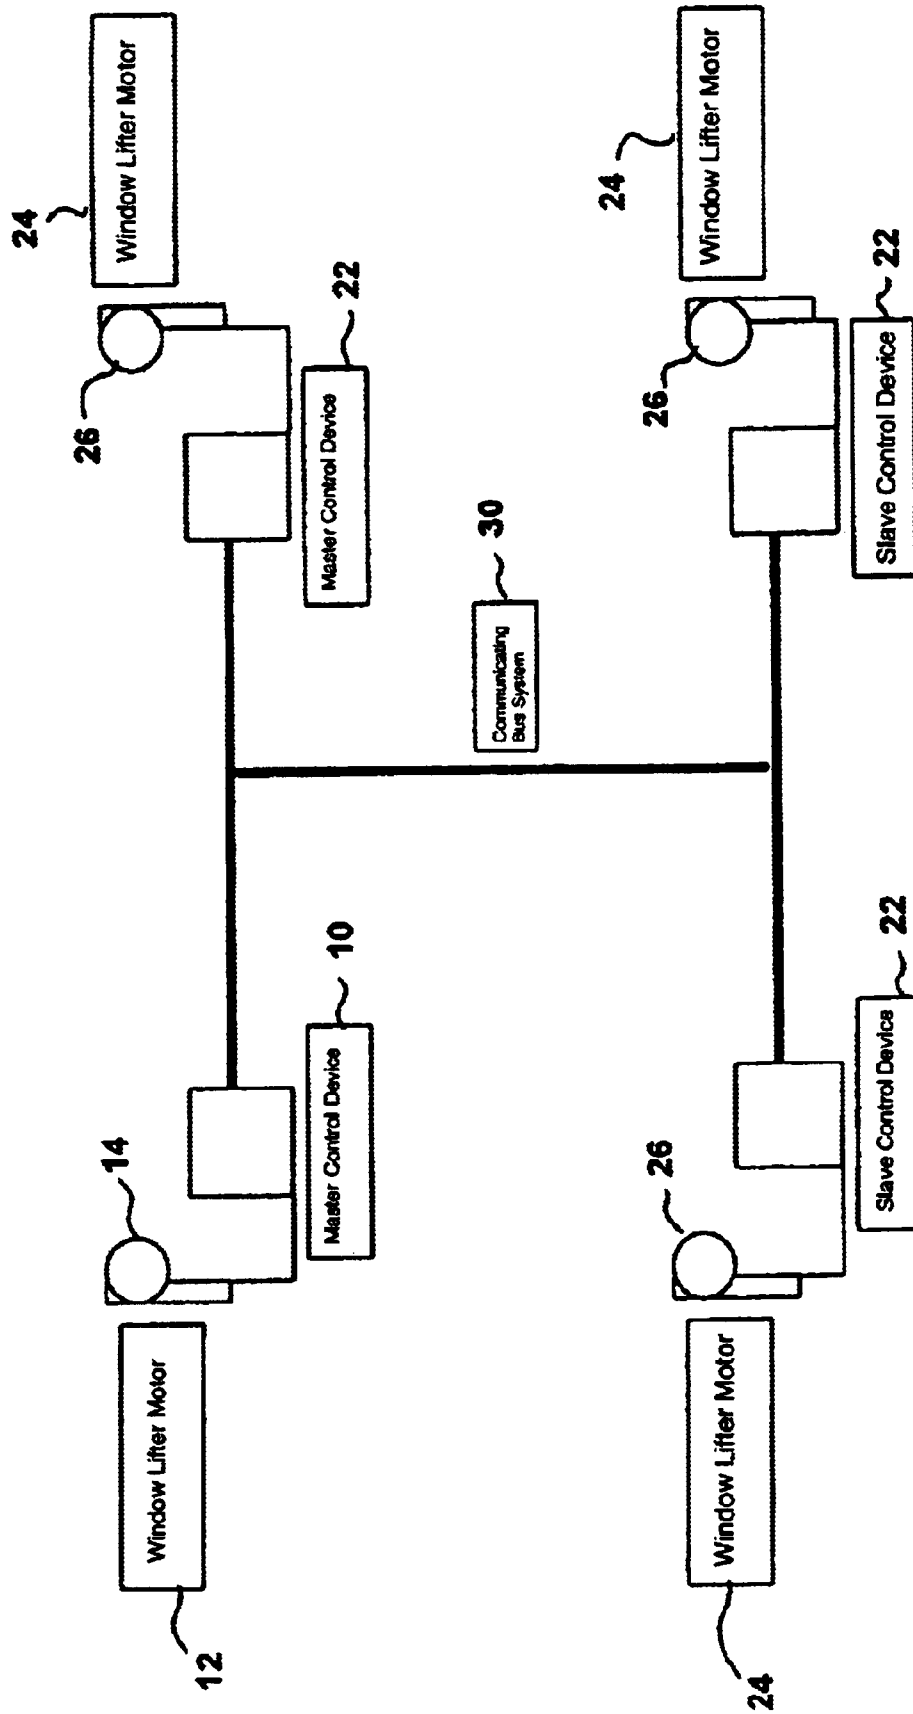 14
24
26
Window Lifter Motor
Window Lifter Motor
12
Master Control Device
10
Master Control Device
22
Communicating
Bus System
30
26
24
26
Window Lifter Motor
Window Lifter Motor
24
Slave Control Device
22
Slave Control Device
22